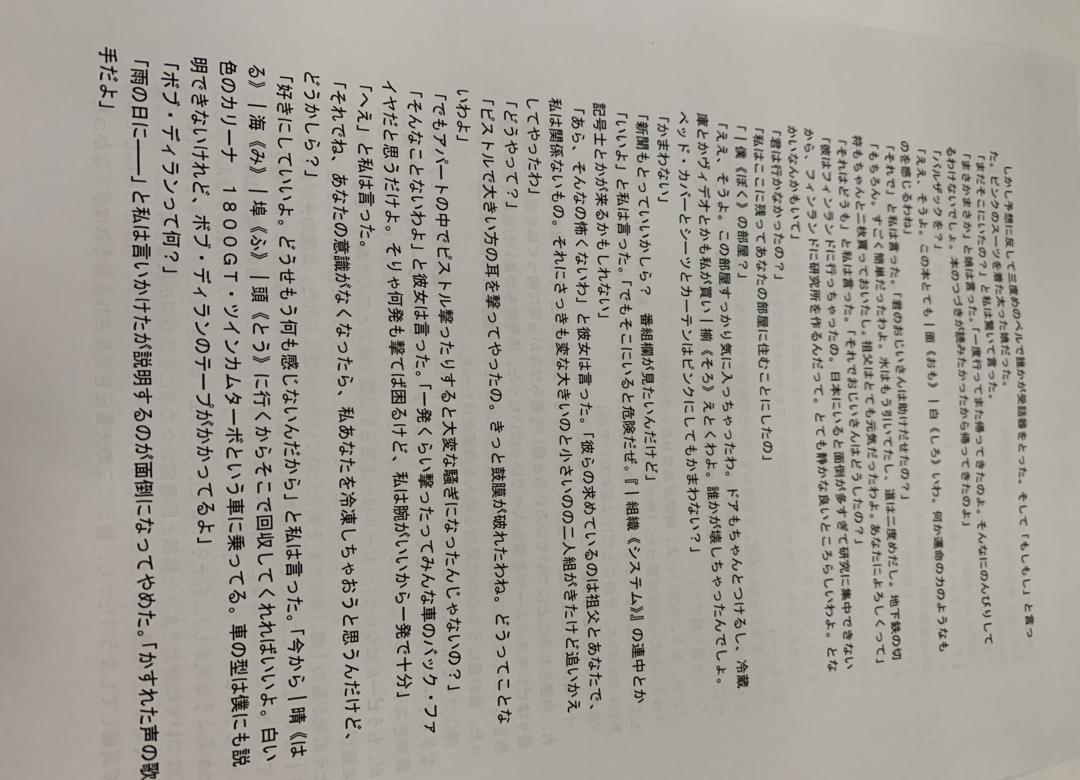 しかし予想に反して三度めのベルで誰かが受話器をとった。そして「もしもし」と言っ
た。ピンクのスーツを着た太った娘だった。
「まだそこにいたの？」と私は驚いて言った。
「まさかまさか」と娘は言った。「一度行ってまた帰ってきたのよ。そんなにのんびりして
るわけないでしょ。本のつづきが読みたかったから帰ってきたのよ」
「バルザックを？」
「ええ、そうよ。この本とても｜面《おも》｜白《しろ》いわ。何か運命の力のようなも
のを感じるわね」
「それで」と私は言った。「君のおじいさんは助けだせたの？」
「もちろん。すごく簡単だったわよ。水はもう引いてたし、道は二度めだし。地下鉄の切
符もちゃんと二枚買っておいたし。祖父はとても元気だったわよ。あなたによろしくって」
「それはどうも」と私は言った。「それでおじいさんはどうしたの？」
「彼はフィンランドに行っちゃったの。日本にいると面倒が多すぎて研究に集中できない
から、フィンランドに研究所を作るんだって。とても静かな良いところらしいわよ。とな
かいなんかもいて」
「君は行かなかったの？」
「私はここに残ってあなたの部屋に住むことにしたの」
「｜僕《ぼく》の部屋？」
「ええ、そうよ。この部屋すっかり気に入っちゃったわ。ドアもちゃんとつけるし、冷蔵
庫とかヴィデオとかも私が買い｜揃《そろ》えとくわよ。誰かが壊しちゃったんでしょ。
ベッド・カバーとシーツとカーテンはピンクにしてもかまわない？」
「かまわない」
「新聞もとっていいかしら？　番組欄が見たいんだけど」
「いいよ」と私は言った。「でもそこにいると危険だぜ。『｜組織《システム》』の連中とか
記号士とかが来るかもしれない」
「あら、そんなの怖くないわ」と彼女は言った。「彼らの求めているのは祖父とあなたで、
私は関係ないもの。それにさっきも変な大きいのと小さいのの二人組がきたけど追いかえ
してやったわ」
「どうやって？」
「ピストルで大きい方の耳を撃ってやったの。きっと鼓膜が破れたわね。どうってことな
いわよ」
「でもアパートの中でピストル撃ったりすると大変な騒ぎになったんじゃないの？」
「そんなことないわよ」と彼女は言った。「一発くらい撃ったってみんな車のバック・ファ
イヤだと思うだけよ。そりゃ何発も撃てば困るけど、私は腕がいいから一発で十分」
「へえ」と私は言った。
「それでね、あなたの意識がなくなったら、私あなたを冷凍しちゃおうと思うんだけど、
どうかしら？」
「好きにしていいよ。どうせもう何も感じないんだから」と私は言った。「今から｜晴《は
る》｜海《み》｜埠《ふ》｜頭《とう》に行くからそこで回収してくれればいいよ。白い
色のカリーナ　１８００ＧＴ・ツインカムターボという車に乗ってる。車の型は僕にも説
明できないけれど、ボブ・ディランのテープがかかってるよ」
「ボブ・ディランって何？」
「雨の日に――」と私は言いかけたが説明するのが面倒になってやめた。「かすれた声の歌
手だよ」